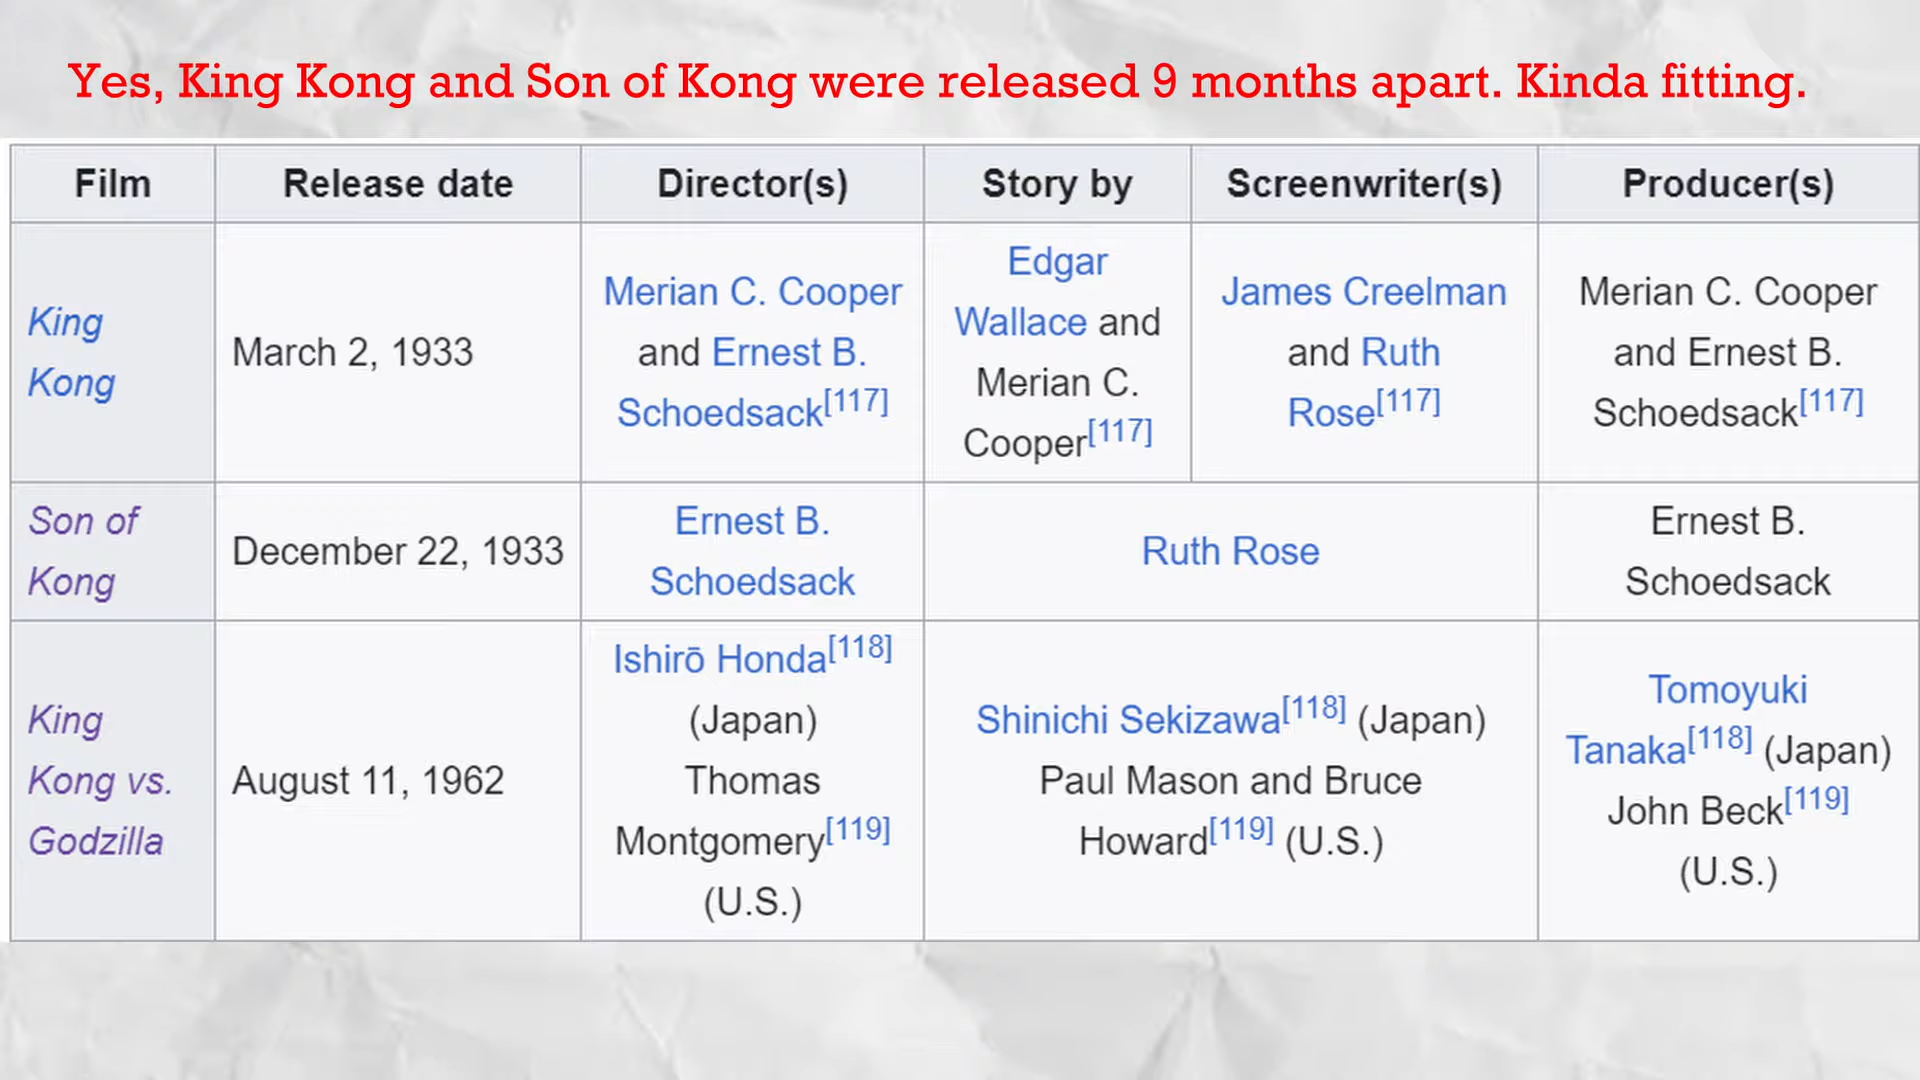 Yes, King Kong and Son of Kong were released 9 months apart. Kinda fitting.
Film Release date Director(s) Story by Screenwriter(s) Producer(s)
King
Kong
March 2, 1933
Merian C. Cooper
and Ernest B.
Schoedsack[117]
Edgar
Wallace and
Merian C.
Cooper[117]
James Creelman
and Ruth
Rose[117]
Merian C. Cooper
and Ernest B.
Schoedsack[117]
Son of
Kong
December 22, 1933
Ernest B.
Schoedsack
Ruth Rose
Ernest B.
Schoedsack
King
Kong vs.
Godzilla
August 11, 1962
Ishirō Honda[118]
(Japan)
Thomas
Montgomery[119]
(U.S.)
Shinichi Sekizawa[118] (Japan)
Paul Mason and Bruce
Howard[119] (U.S.)
Tomoyuki
Tanaka[118] (Japan)
John Beck[119]
(U.S.)